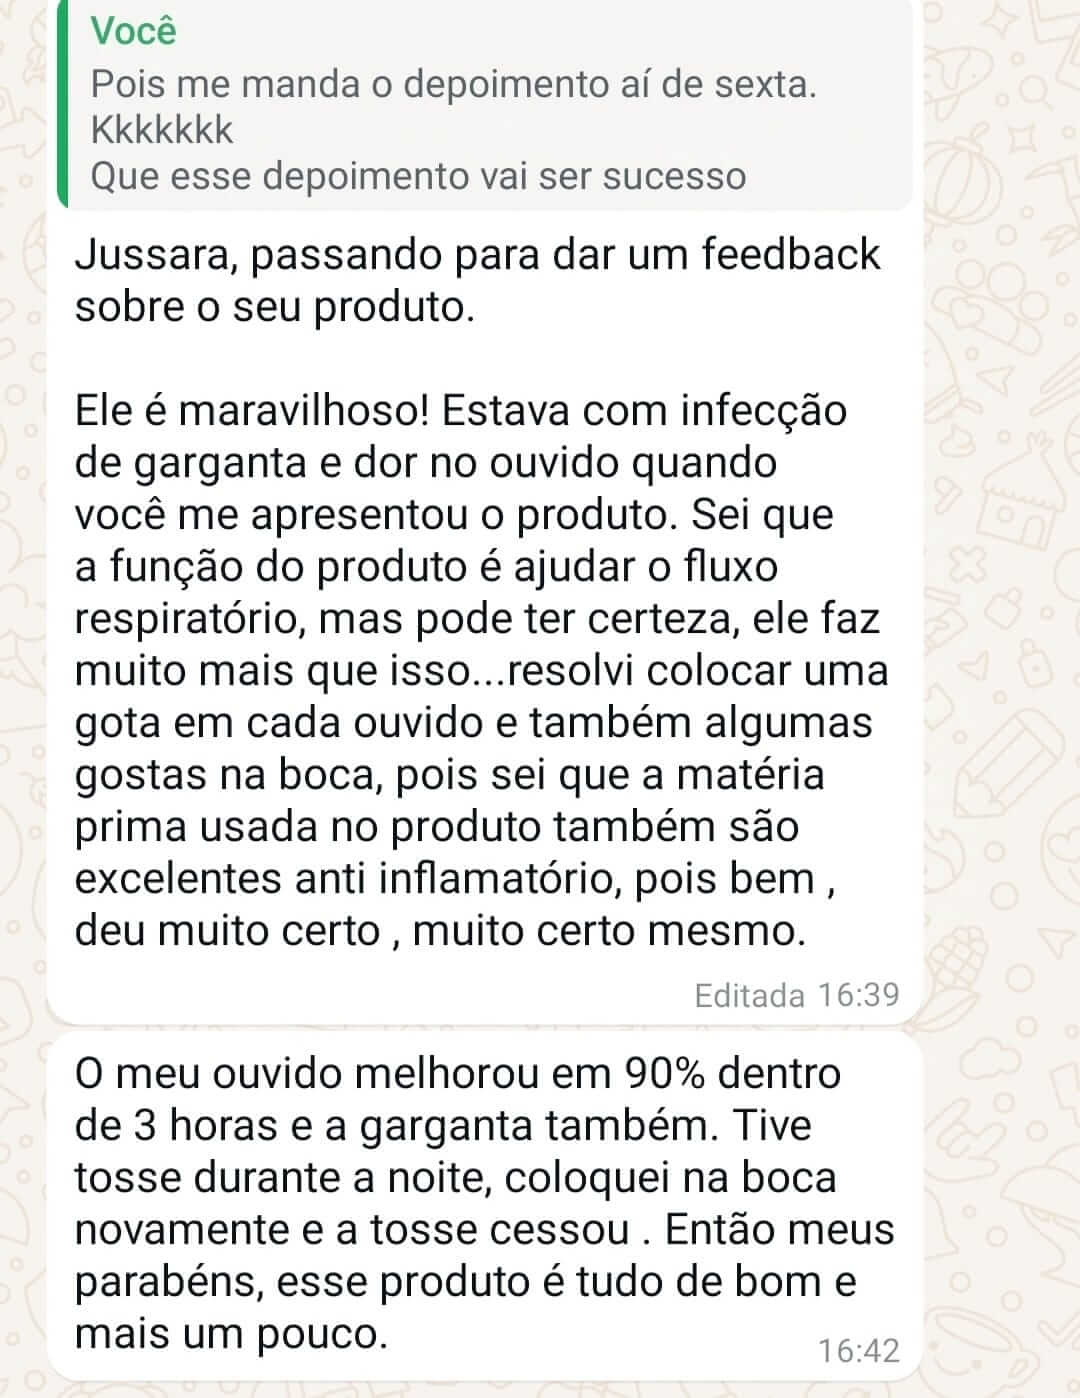 Você
Pois me manda o depoimento aí de sexta.
Kkkkkkk
Que esse depoimento vai ser sucesso
Jussara, passando para dar um feedback
sobre o seu produto.
Ele é maravilhoso! Estava com infecção
de garganta e dor no ouvido quando
você me apresentou o produto. Sei que
a função do produto é ajudar o fluxo
respiratório, mas pode ter certeza, ele faz
muito mais que isso...resolvi colocar uma
gota em cada ouvido e também algumas
gostas na boca, pois sei que a matéria
prima usada no produto também são
excelentes anti inflamatório, pois bem ,
deu muito certo , muito certo mesmo.
Editada 16:39
O meu ouvido melhorou em 90% dentro
de 3 horas e a garganta também. Tive
tosse durante a noite, coloquei na boca
novamente e a tosse cessou . Então meus
parabéns, esse produto é tudo de bom e
mais um pouco.
16:42